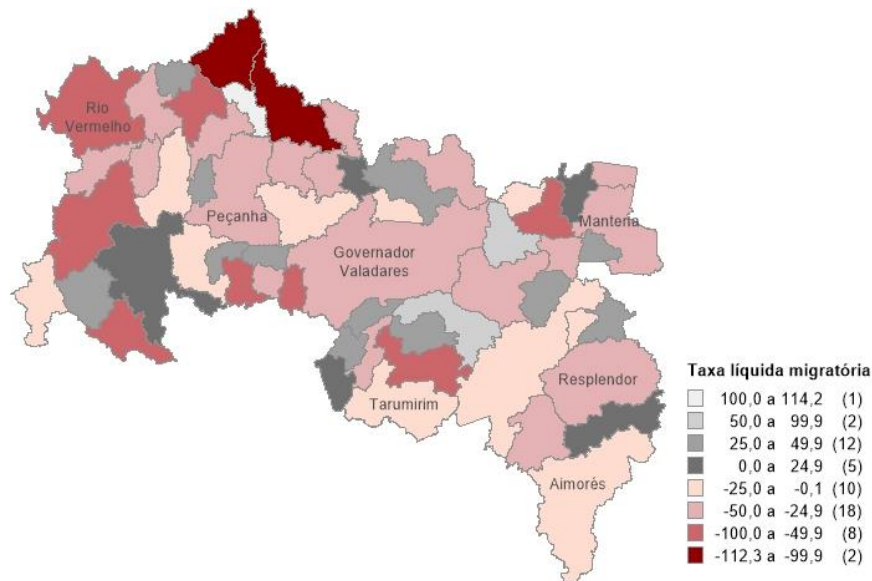 Rio
Vermelho
Peçanha
Mantena
Governador
Valadares
Resplendor
Tarumirim
Aimorés
Taxa líquida migratória
100,0 a 114,2 (1)
50,0 a 99,9 (2)
25,0 a 49,9 (12)
0,0 a 24,9 (5)
-25,0 a -0,1 (10)
-50,0 a -24,9 (18)
-100,0 a -49,9 (8)
-112,3 a -99,9 (2)